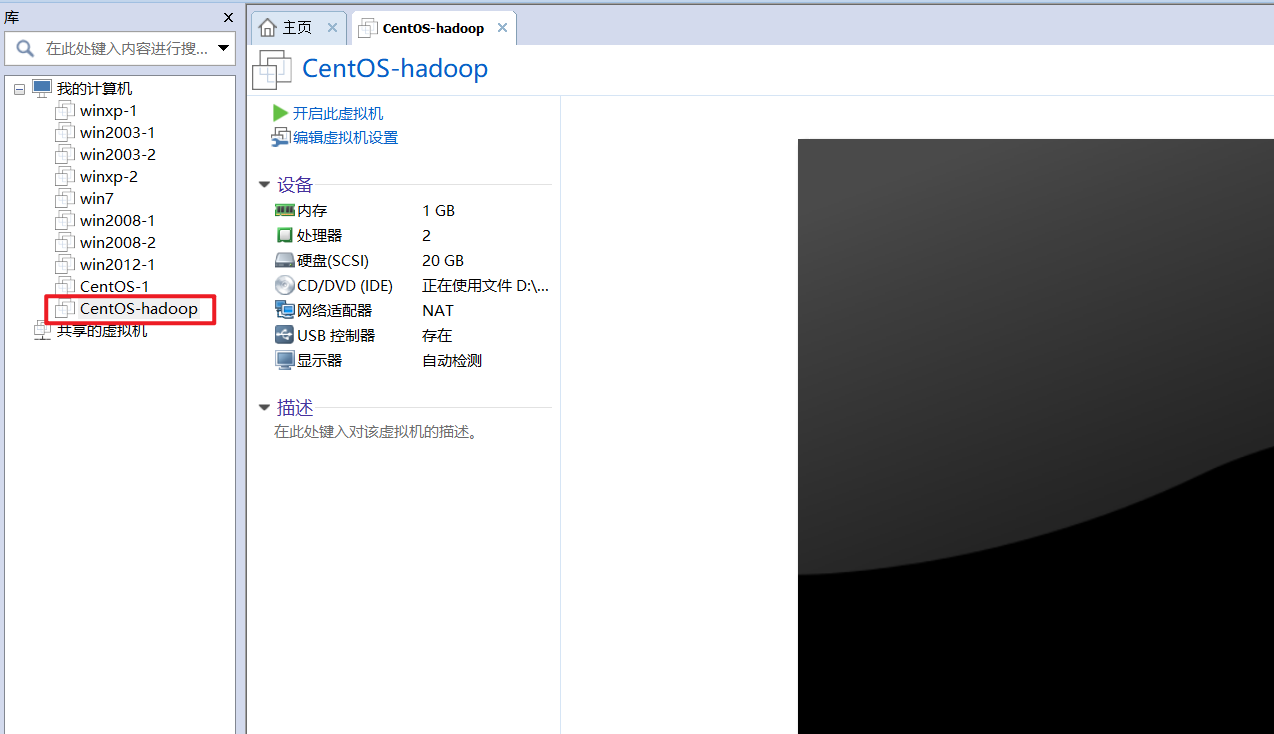 库
在此处键入内容进行搜...
我的计算机
winxp-1
win2003-1
win2003-2
winxp-2
win7
win2008-1
win2008-2
win2012-1
CentOS-1
CentOS-hadoop
共享的虚拟机
主页
CentOS-hadoop
CentOS-hadoop
开启此虚拟机
编辑虚拟机设置
设备
内存 1 GB
处理器 2
硬盘(SCSI) 20 GB
CD/DVD (IDE) 正在使用文件 D:\...
网络适配器 NAT
USB 控制器 存在
显示器 自动检测
描述
在此处键入对该虚拟机的描述。